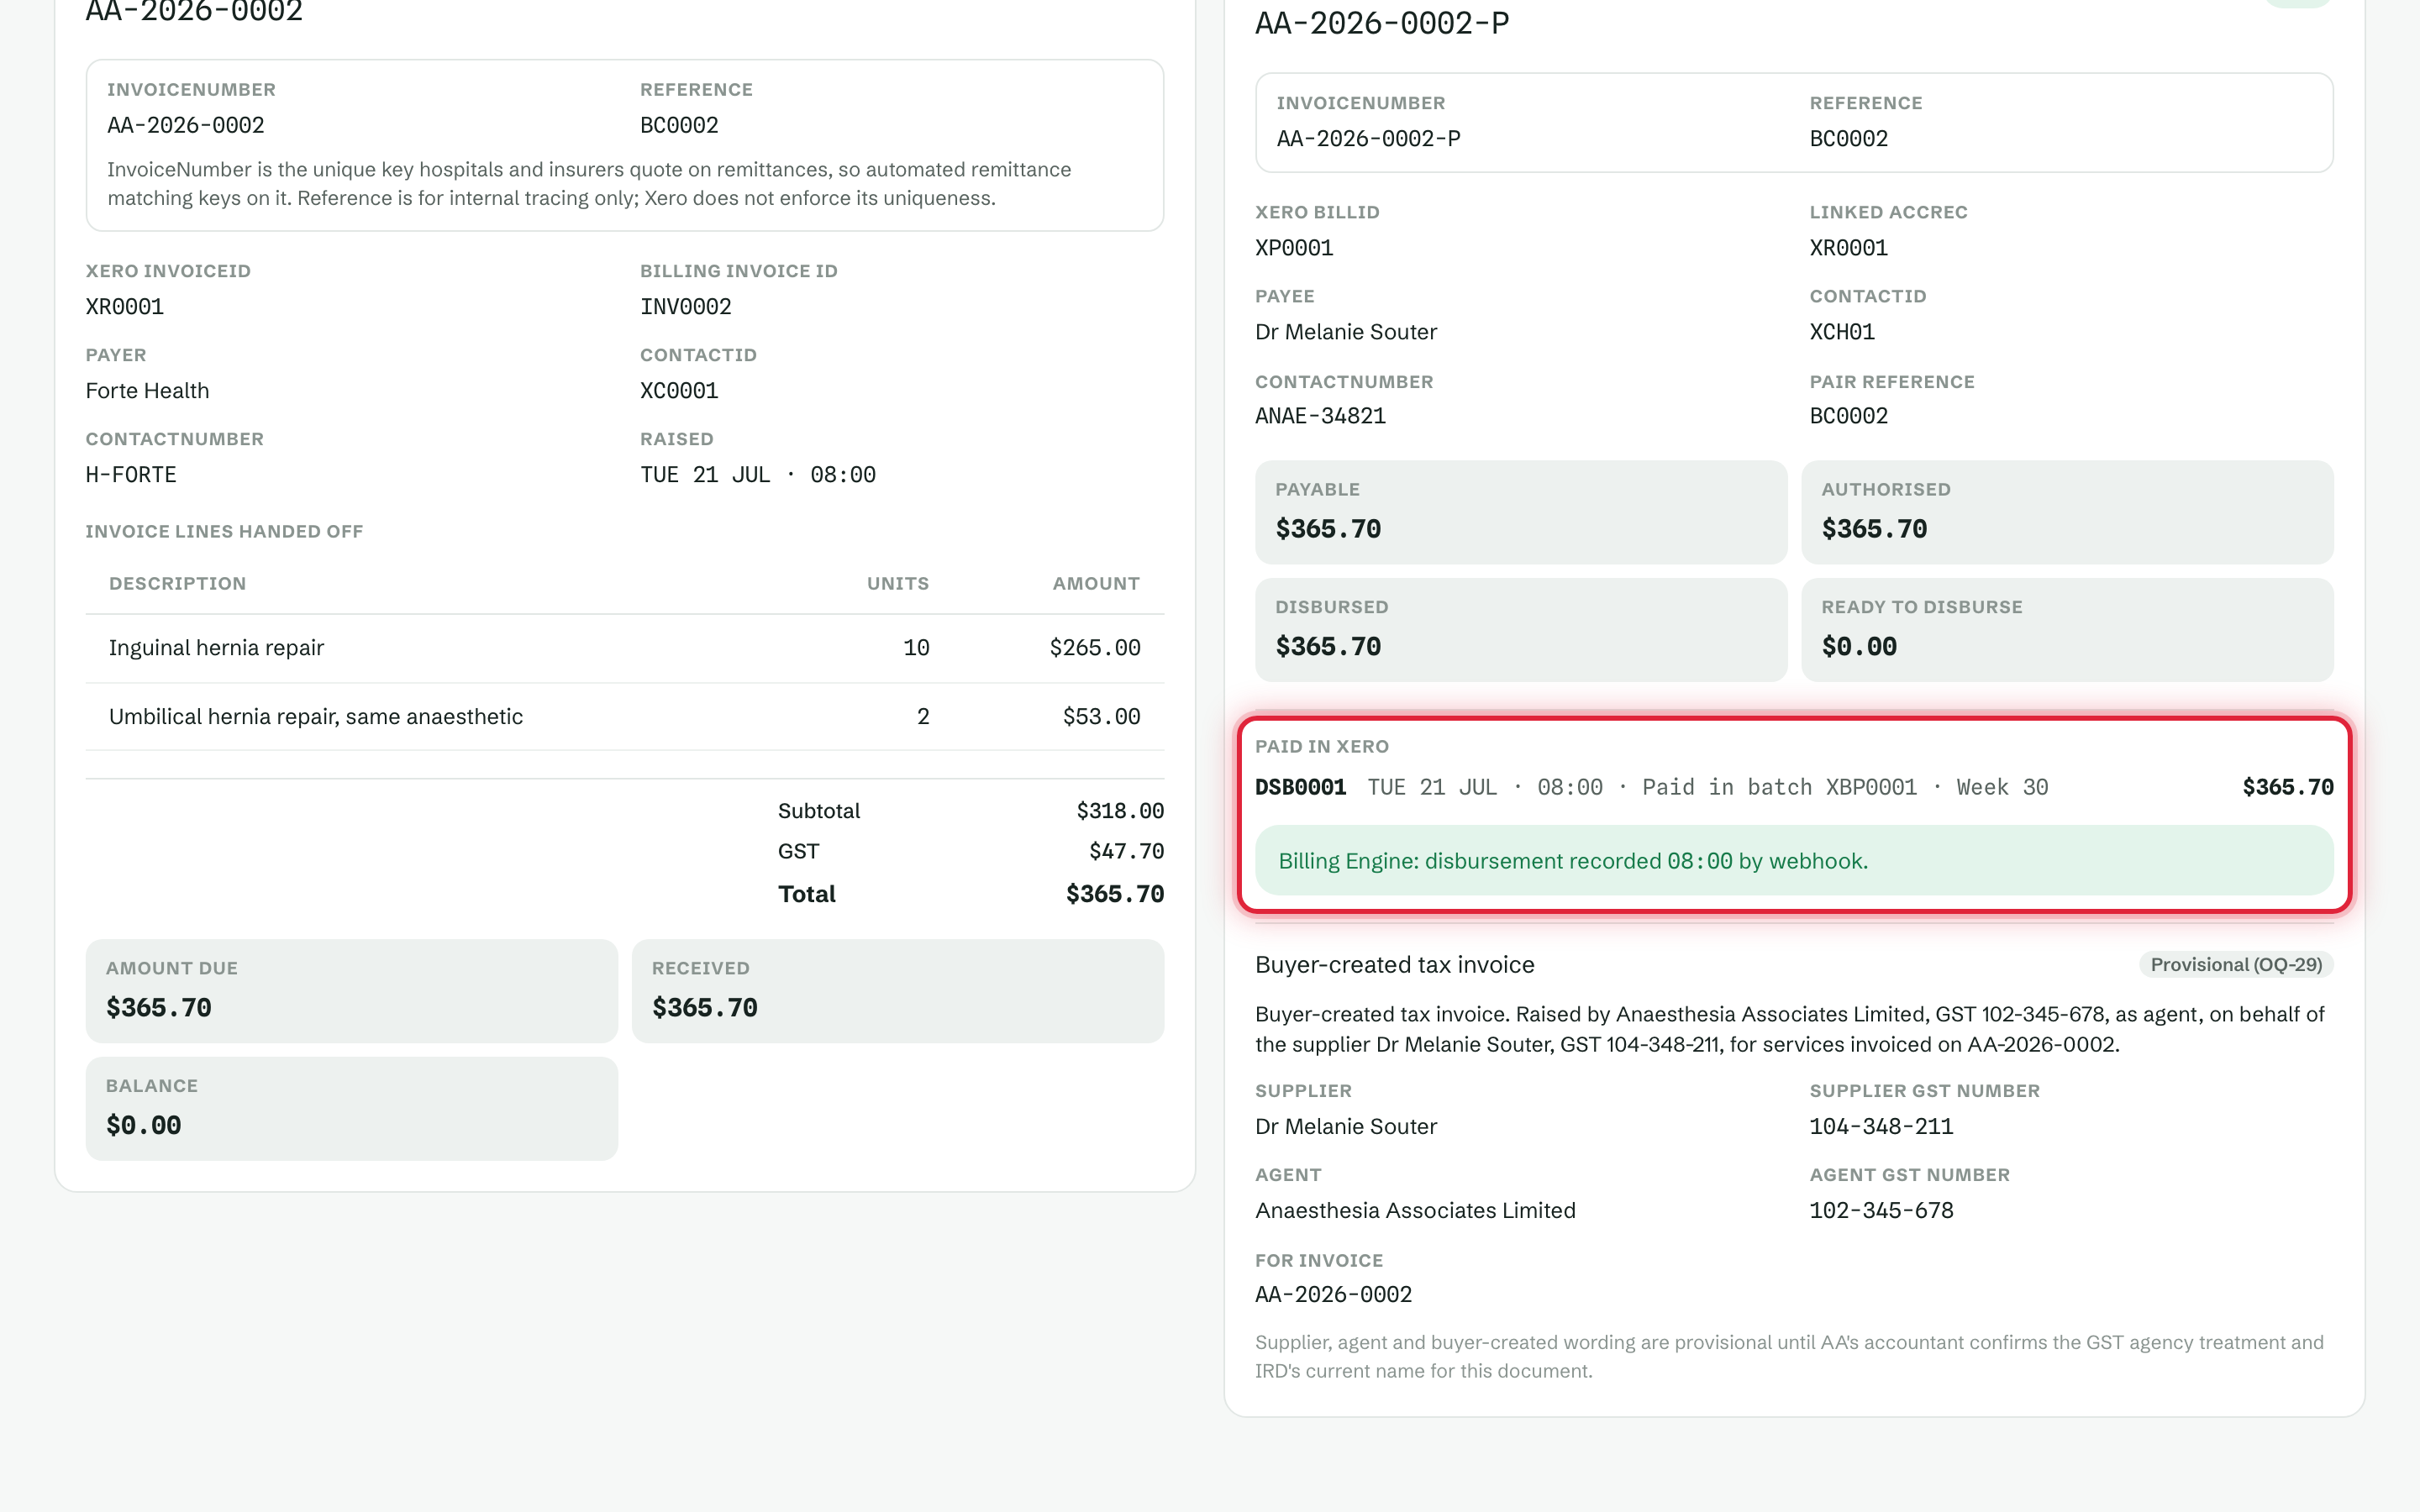 AA-2026-0002
INVOICENUMBER REFERENCE
AA-2026-0002 BC0002
InvoiceNumber is the unique key hospitals and insurers quote on remittances, so automated remittance
matching keys on it. Reference is for internal tracing only; Xero does not enforce its uniqueness.
XERO INVOICEID BILLING INVOICE ID
XR0001 INV0002
PAYER CONTACTID
Forte Health XC0001
CONTACTNUMBER RAISED
H-FORTE TUE 21 JUL · 08:00
INVOICE LINES HANDED OFF
DESCRIPTION UNITS AMOUNT
Inguinal hernia repair 10 $265.00
Umbilical hernia repair, same anaesthetic 2 $53.00
Subtotal $318.00
GST $47.70
Total $365.70
AMOUNT DUE RECEIVED
$365.70 $365.70
BALANCE
$0.00
AA-2026-0002-P
INVOICENUMBER REFERENCE
AA-2026-0002-P BC0002
XERO BILLID LINKED ACCREC
XP0001 XR0001
PAYEE CONTACTID
Dr Melanie Souter XCH01
CONTACTNUMBER PAIR REFERENCE
ANAE-34821 BC0002
PAYABLE AUTHORISED
$365.70 $365.70
DISBURSED READY TO DISBURSE
$365.70 $0.00
PAID IN XERO
DSB0001 TUE 21 JUL · 08:00 · Paid in batch XBP0001 · Week 30 $365.70
Billing Engine: disbursement recorded 08:00 by webhook.
Buyer-created tax invoice Provisional (OQ-29)
Buyer-created tax invoice. Raised by Anaesthesia Associates Limited, GST 102-345-678, as agent, on behalf of
the supplier Dr Melanie Souter, GST 104-348-211, for services invoiced on AA-2026-0002.
SUPPLIER SUPPLIER GST NUMBER
Dr Melanie Souter 104-348-211
AGENT AGENT GST NUMBER
Anaesthesia Associates Limited 102-345-678
FOR INVOICE
AA-2026-0002
Supplier, agent and buyer-created wording are provisional until AA's accountant confirms the GST agency treatment and
IRD's current name for this document.